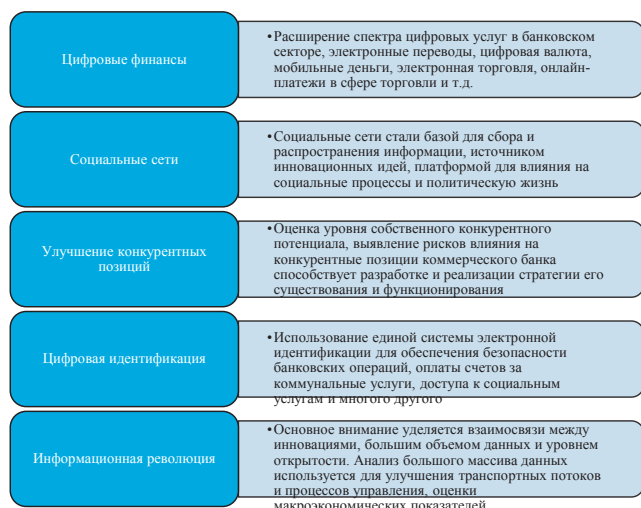 Цифровые финансы
•Расширение спектра цифровых услуг в банковском
секторе, электронные переводы, цифровая валюта,
мобильные деньги, электронная торговля, онлайн-
платежи в сфере торговли и т.д.
Социальные сети
•Социальные сети стали базой для сбора и
распространения информации, источником
инновационных идей, платформой для влияния на
социальные процессы и политическую жизнь
Улучшение конкурентных
позиций
•Оценка уровня собственного конкурентного
потенциала, выявление рисков влияния на
конкурентные позиции коммерческого банка
способствует разработке и реализации стратегии его
существования и функционирования
Цифровая идентификация
•Использование единой системы электронной
идентификации для обеспечения безопасности
банковских операций, оплаты счетов за
коммунальные услуги, доступа к социальным
услугам и многого другого
Информационная революция
•Основное внимание уделяется взаимосвязи между
инновациями, большим объемом данных и уровнем
открытости. Анализ большого массива данных
используется для улучшения транспортных потоков
и процессов управления, оценки
макроэкономических показателей